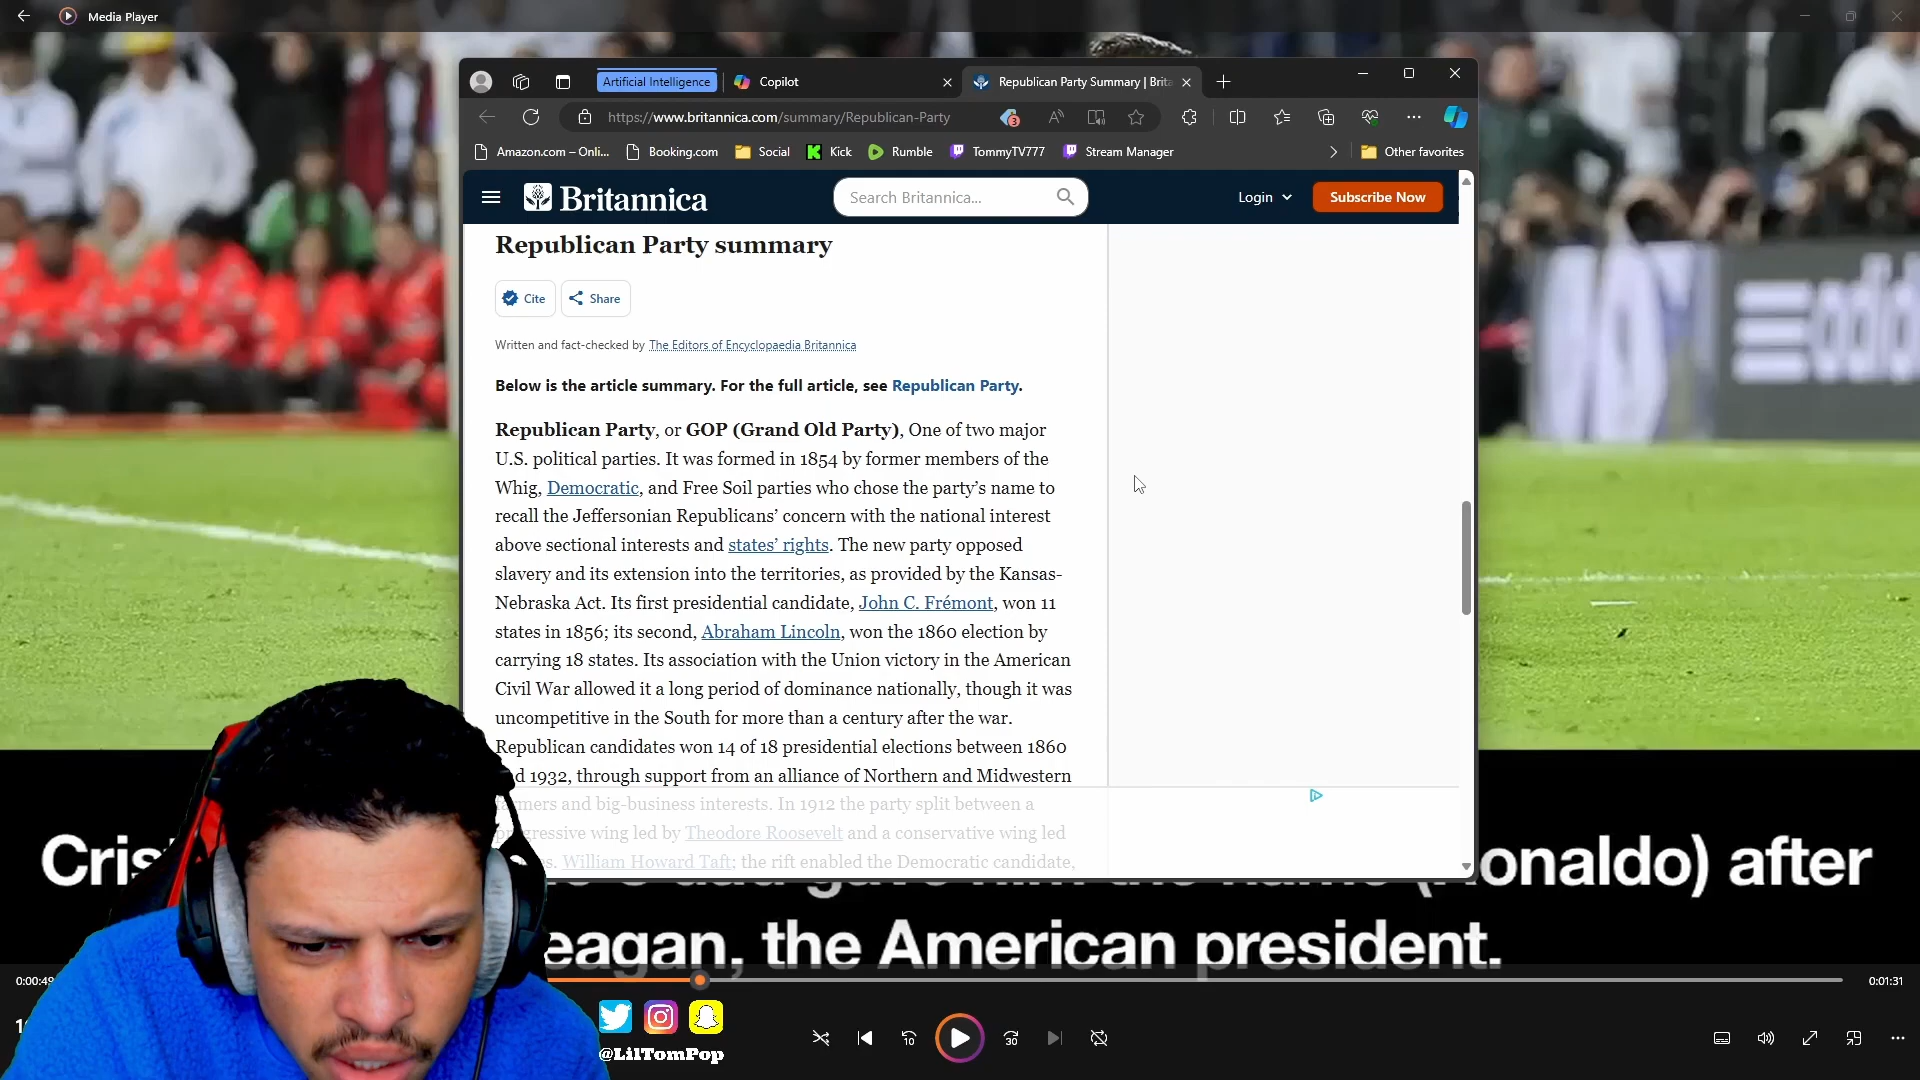 Media Player
Artificial Intelligence
Copilot
Republican Party Summary | Brita
https://www.britannica.com/summary/Republican-Party
3
Amazon.com – Onli...
Booking.com
Social
Kick
Rumble
TommyTV777
Stream Manager
Other favorites
Britannica
Search Britannica...
Login
Subscribe Now
Republican Party summary
Cite
Share
Written and fact-checked by The Editors of Encyclopaedia Britannica
Below is the article summary. For the full article, see Republican Party.
Republican Party, or GOP (Grand Old Party), One of two major
U.S. political parties. It was formed in 1854 by former members of the
Whig, Democratic, and Free Soil parties who chose the party’s name to
recall the Jeffersonian Republicans’ concern with the national interest
above sectional interests and states’ rights. The new party opposed
slavery and its extension into the territories, as provided by the Kansas-
Nebraska Act. Its first presidential candidate, John C. Frémont, won 11
states in 1856; its second, Abraham Lincoln, won the 1860 election by
carrying 18 states. Its association with the Union victory in the American
Civil War allowed it a long period of dominance nationally, though it was
uncompetitive in the South for more than a century after the war.
Republican candidates won 14 of 18 presidential elections between 1860
1932, through support from an alliance of Northern and Midwestern
and big-business interests. In 1912 the party split between a
wing led by Theodore Roosevelt and a conservative wing led
William Howard Taft; the rift enabled the Democratic candidate,
after
the American president.
0:00:49
0:01:31
10
30
@LilTomPop